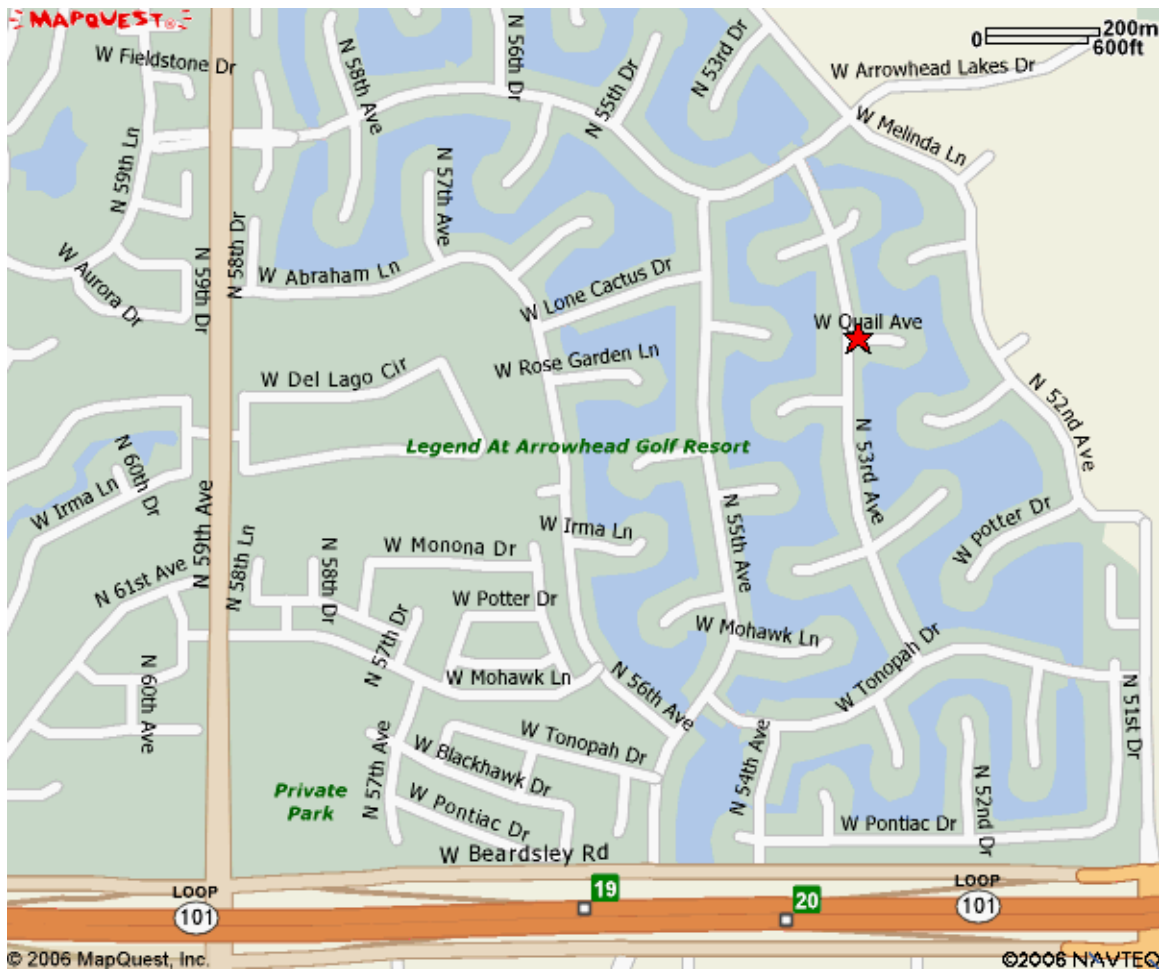 MAPQUEST
®
0 200m
600ft
W Fieldstone Dr
N 58th Ave
N 56th Dr
N 55th Dr
N 53rd Dr
W Arrowhead Lakes Dr
W Melinda Ln
N 59th Ln
N 57th Ave
N 58th Dr
N 59th Dr
W Aurora Dr
W Abraham Ln
W Lone Cactus Dr
W Quail Ave
W Rose Garden Ln
W Del Lago Cir
N 52nd Ave
Legend At Arrowhead Golf Resort
N 60th Dr
W Irma Ln
N 59th Ave
N 53rd Ave
N 55th Ave
W Potter Dr
W Irma Ln
W Monona Dr
N 58th Ln
N 58th Dr
N 61st Ave
W Potter Dr
N 57th Dr
W Mohawk Ln
W Tonopah Dr
N 60th Ave
W Mohawk Ln
N 56th Ave
N 51st Dr
N 57th Ave
W Tonopah Dr
W Blackhawk Dr
N 54th Ave
Private
Park
W Pontiac Dr
W Pontiac Dr
N 52nd Dr
W Beardsley Rd
LOOP
101
19
20
LOOP
101
© 2006 MapQuest, Inc.
©2006 NAVTEQ